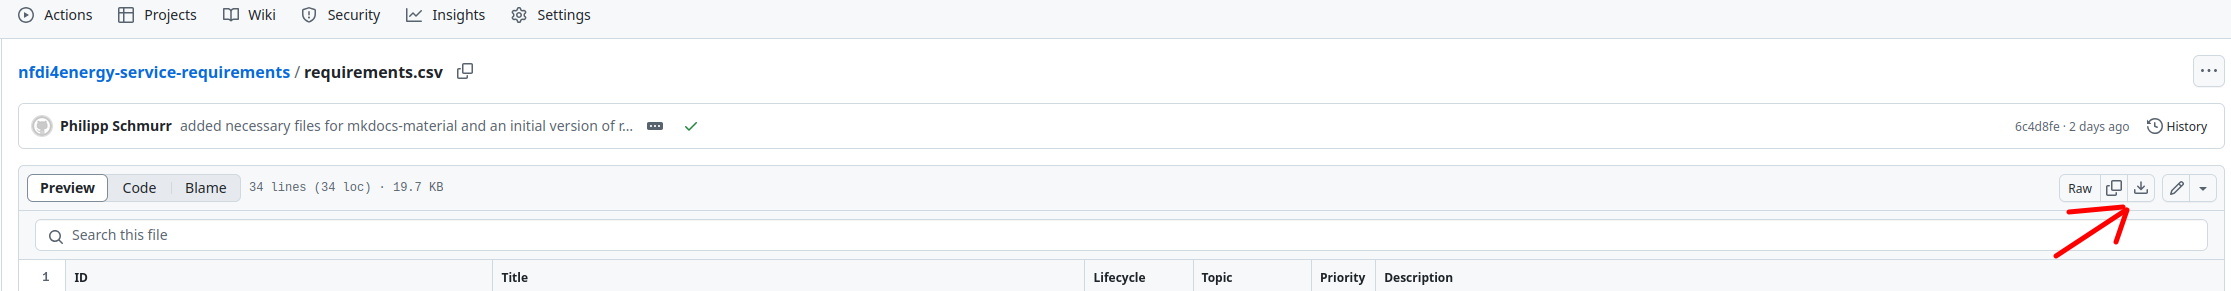 Actions Projects Wiki Security Insights Settings
nfdi4energy-service-requirements / requirements.csv
Philipp Schmurr added necessary files for mkdocs-material and an initial version of r... 6c4d8fe · 2 days ago History
Preview Code Blame 34 lines (34 loc) · 19.7 KB Raw
Search this file
1 ID Title Lifecycle Topic Priority Description